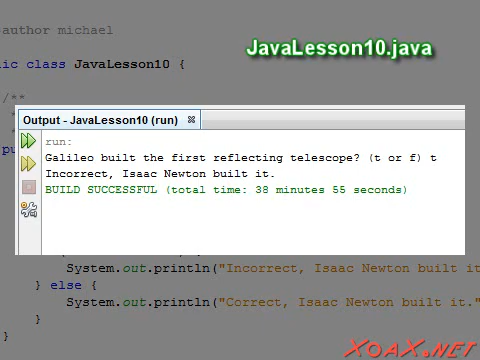 author michael
JavaLesson10.java
ic class JavaLesson10 {
/**
Output - JavaLesson10 (run)
run:
Galileo built the first reflecting telescope? (t or f) t
Incorrect, Isaac Newton built it.
BUILD SUCCESSFUL (total time: 38 minutes 55 seconds)
System.out.println("Incorrect, Isaac Newton built it
} else {
System.out.println("Correct, Isaac Newton built it."
}
}
XoaX.net